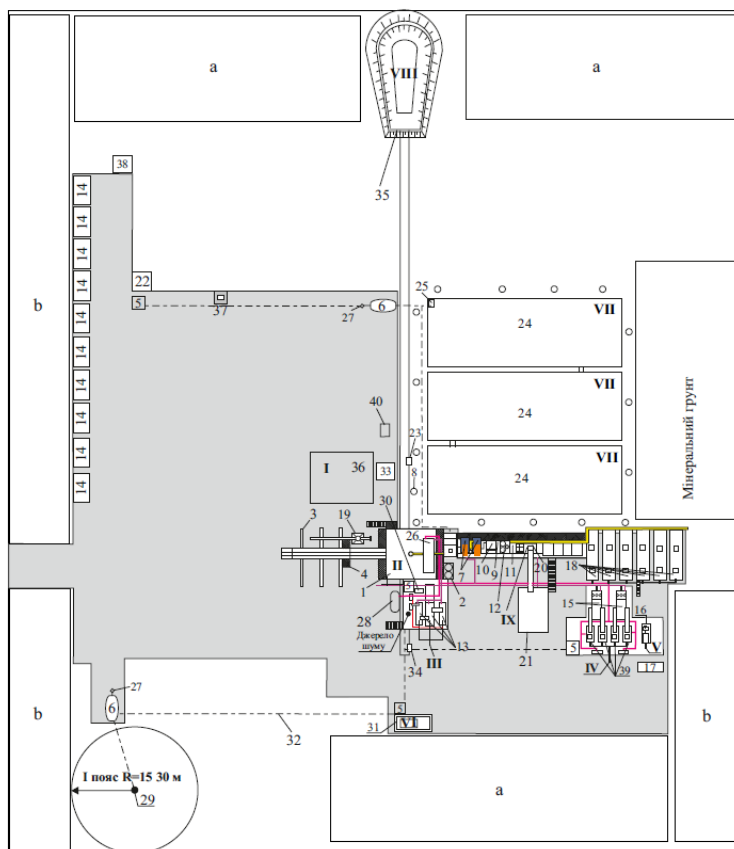 a
VIII
a
35
38
14
14
14
14
14
14
14
14
14
14
22
5
37
27
6
25
24
VII
b
40
24
VII
Мінеральний грунт
23
8
I
36
33
24
VII
3
19
30
26
II
7
10
9
11
12
20
18
4
1
2
5
28
Джерело
шуму
13
III
IX
21
15
16
34
5
IV
39
V
17
27
6
32
5
31
VI
b
b
І пояс R=15 30 м
29
a